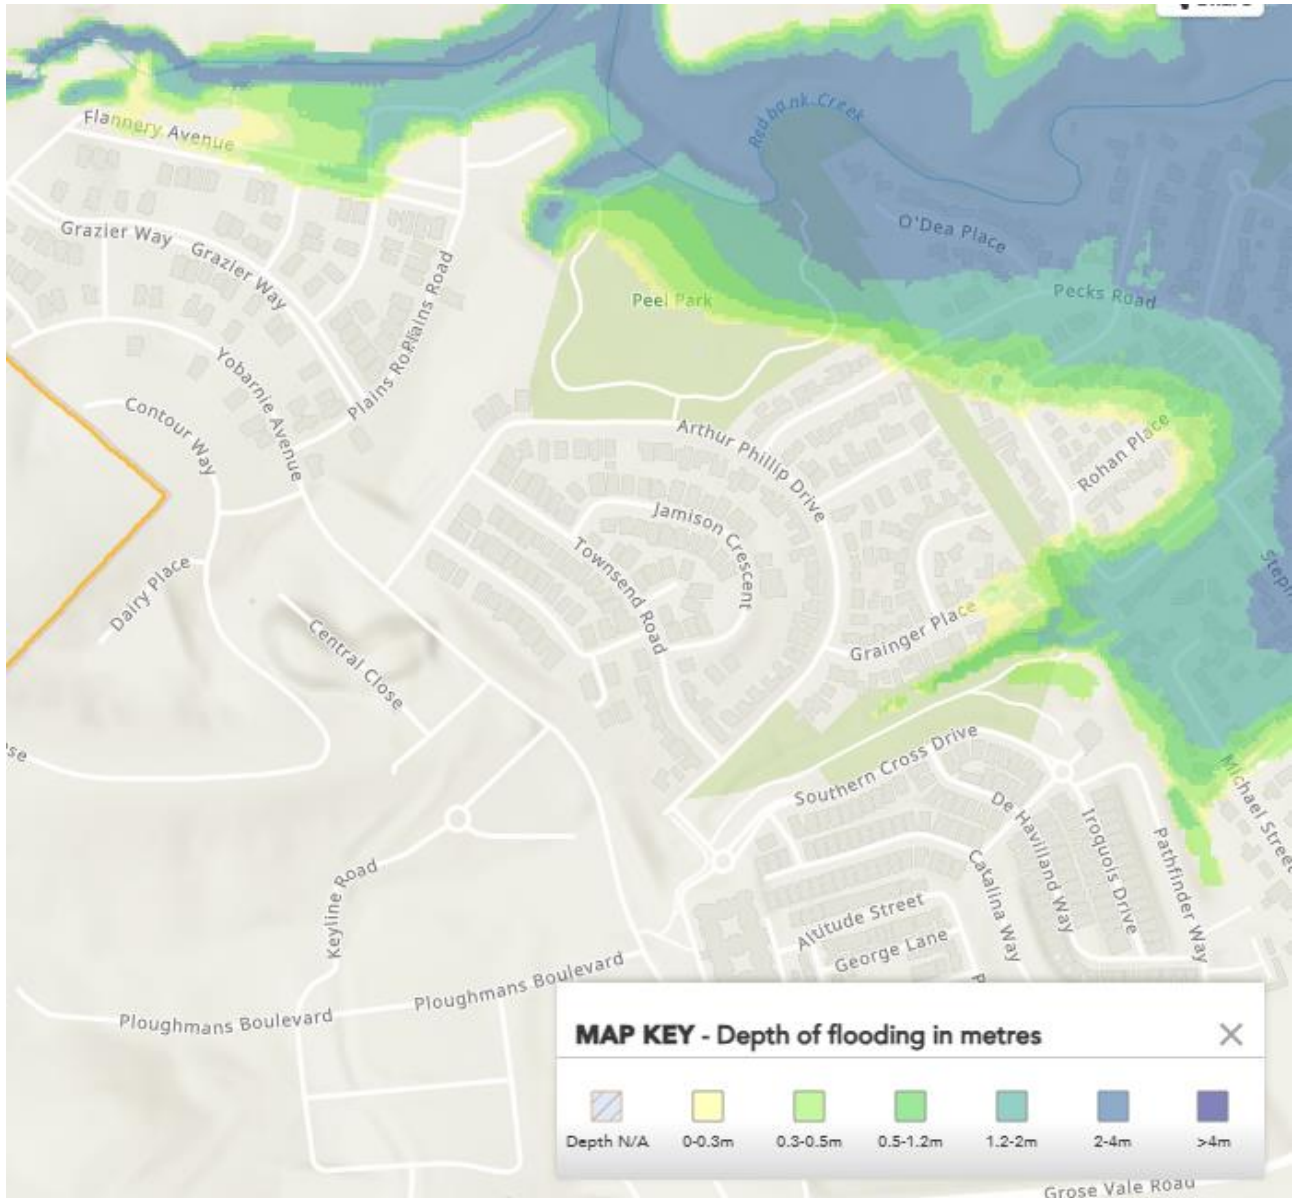 Share
Redbank Creek
Flannery Avenue
O'Dea Place
Grazier Way
Grazier Way
Plains Road
Pecks Road
Peel Park
Yobarnie Avenue
Plains
Contour Way
Arthur Phillip Drive
Rohan Place
Jamison Crescent
Townsend Road
Dairy Place
Central Close
Grainger Place
Southern Cross Drive
Michael Street
De Havilland Way
Iroquois Drive
Pathfinder Way
Catalina Way
Keyline Road
Altitude Street
George Lane
Ploughmans Boulevard
Ploughmans Boulevard
MAP KEY - Depth of flooding in metres
Depth N/A 0-0.3m 0.3-0.5m 0.5-1.2m 1.2-2m 2-4m >4m
Grose Vale Road